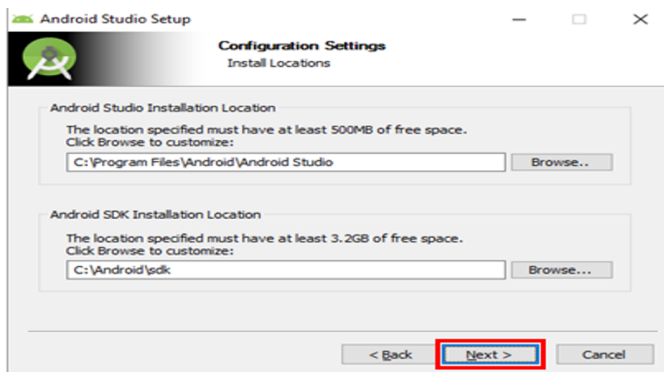 Android Studio Setup
Configuration Settings
Install Locations
Android Studio Installation Location
The location specified must have at least 500MB of free space.
Click Browse to customize:
C:\Program Files\Android\Android Studio
Browse..
Android SDK Installation Location
The location specified must have at least 3.2GB of free space.
Click Browse to customize:
C:\Android\sdk
Browse...
< Back
Next >
Cancel